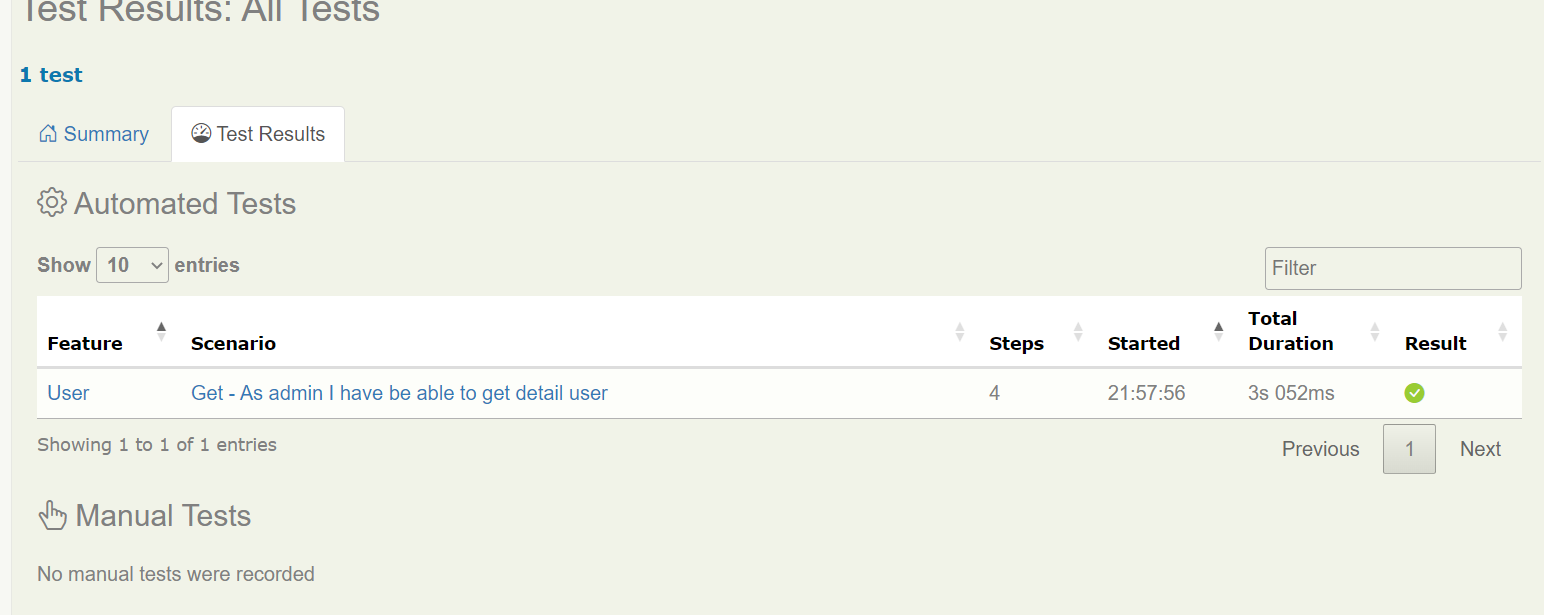 Test Results: All Tests
1 test
Summary
Test Results
Automated Tests
Show 10 entries
Filter
Feature Scenario Steps Started Total Duration Result
User Get - As admin I have be able to get detail user 4 21:57:56 3s 052ms
Showing 1 to 1 of 1 entries
Previous 1 Next
Manual Tests
No manual tests were recorded